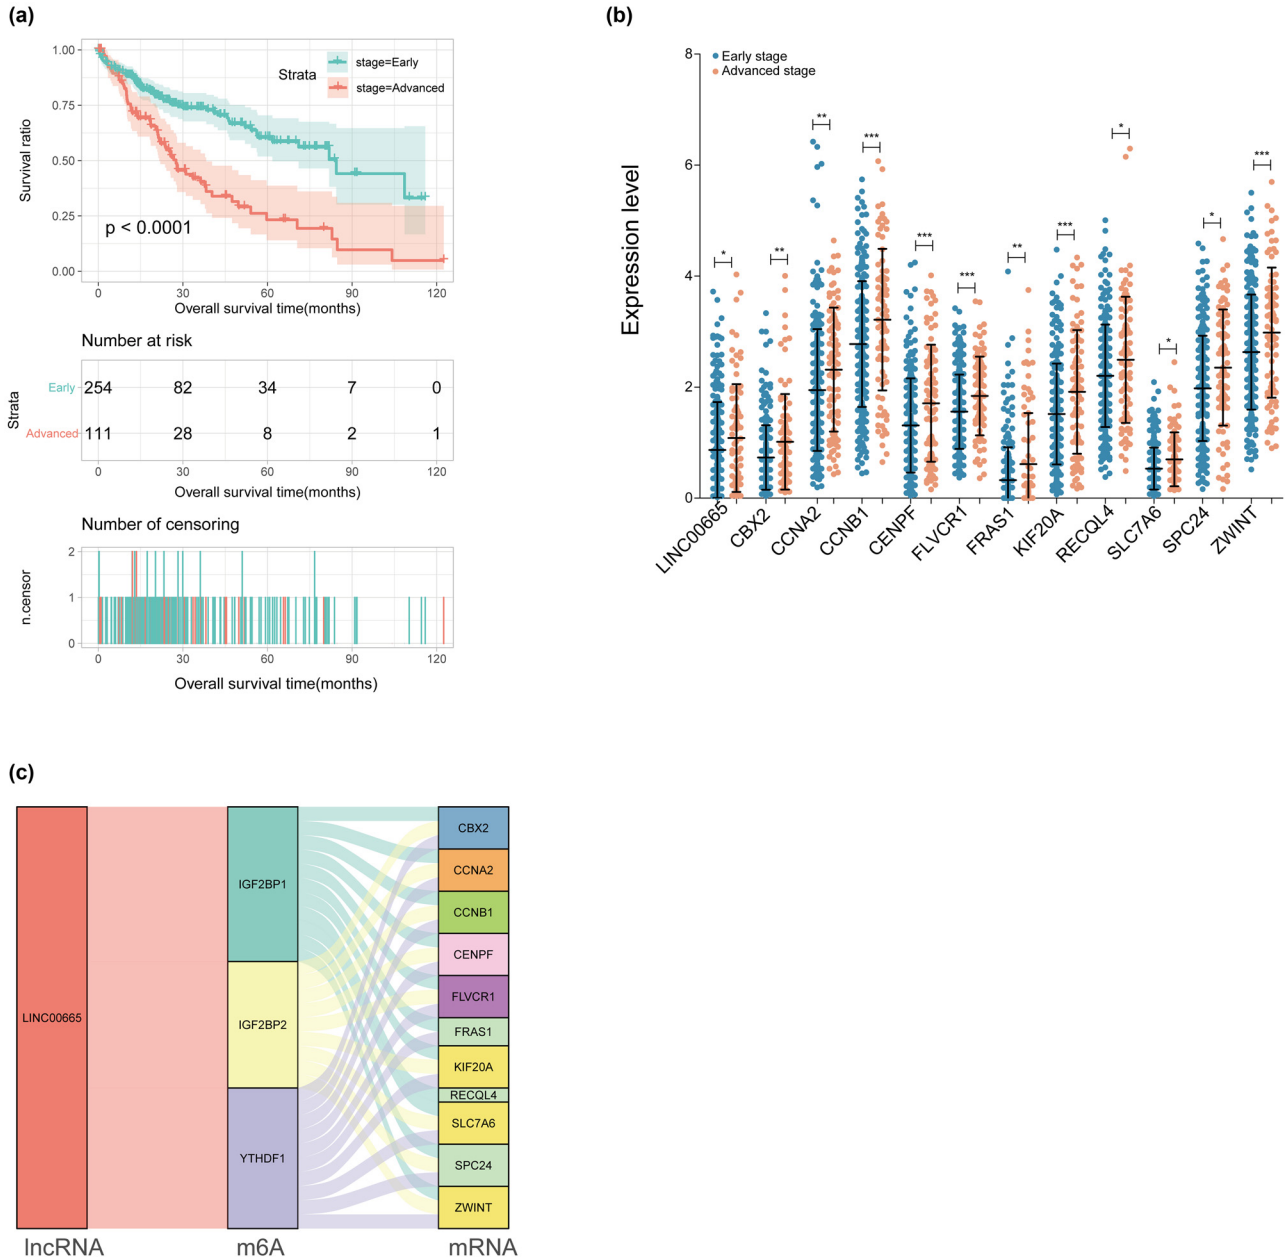 (a)
1.00
0.75
0.50
0.25
0.00
Survival ratio
Strata
stage=Early
stage=Advanced
p < 0.0001
0 30 60 90 120
Overall survival time(months)
Number at risk
Strata
Early 254 82 34 7 0
Advanced 111 28 8 2 1
Overall survival time(months)
Number of censoring
n.censor
2
1
0
0 30 60 90 120
Overall survival time(months)
(b)
Early stage
Advanced stage
Expression level
8
6
4
2
0
* ** ** *** *** *** ** *** * * * ***
LINC00665 CBX2 CCNA2 CCNB1 CENPF FLVCR1 FRAS1 KIF20A RECQL4 SLC7A6 SPC24 ZWINT
(c)
LINC00665
IGF2BP1
IGF2BP2
YTHDF1
CBX2
CCNA2
CCNB1
CENPF
FLVCR1
FRAS1
KIF20A
RECQL4
SLC7A6
SPC24
ZWINT
lncRNA m6A mRNA